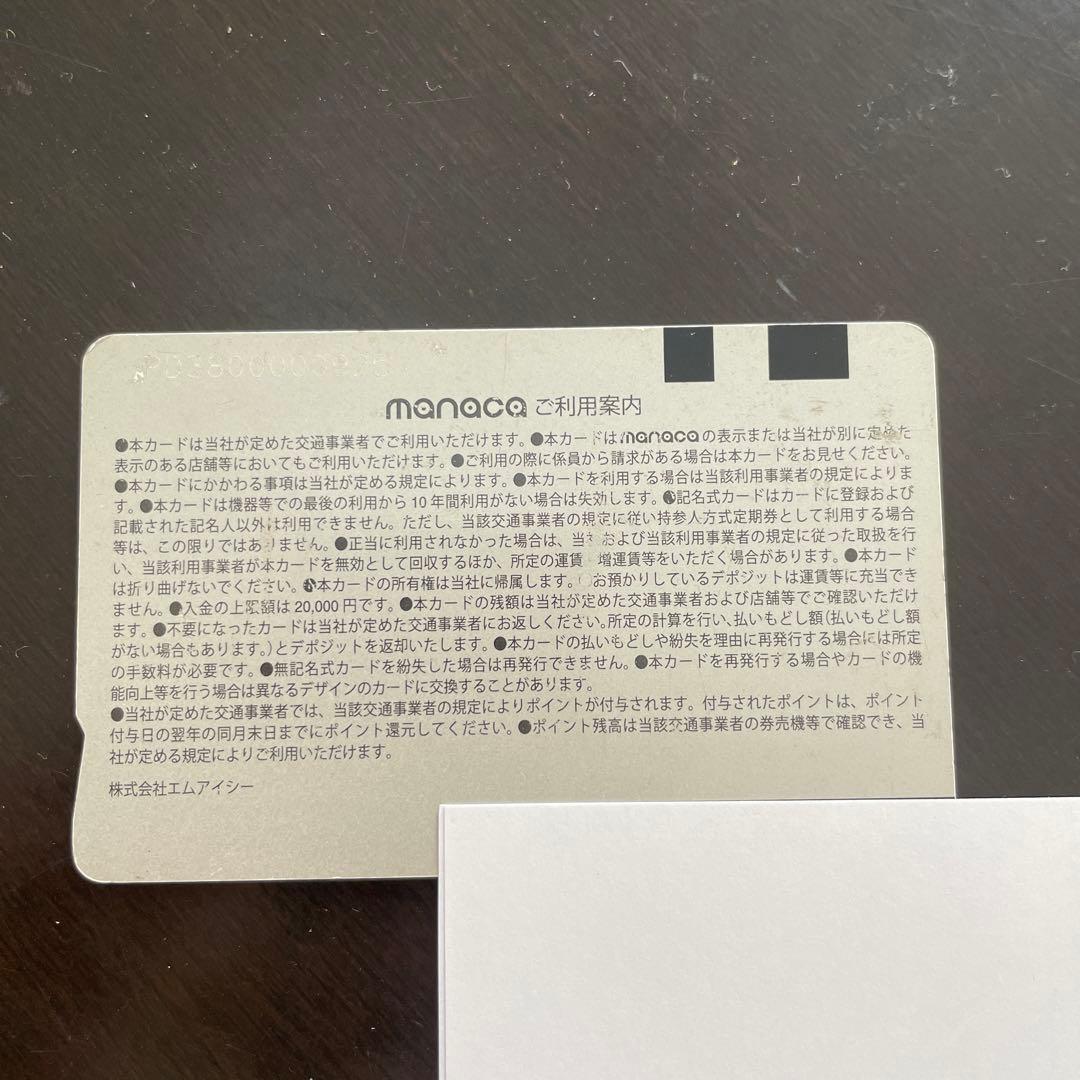 manaca ご利用案内
●本カードは当社が定めた交通事業者でご利用いただけます。●本カードはmanacaの表示または当社が別に定めた
表示のある店舗等においてもご利用いただけます。●ご利用の際に係員から請求がある場合は本カードをお見せください。
●本カードにかかわる事項は当社が定める規定によります。●本カードを利用する場合は当該利用事業者の規定によりま
す。●本カードは機器等での最後の利用から10年間利用がない場合は失効します。●記名式カードはカードに登録および
記載された記名人以外は利用できません。ただし、当該交通事業者の規定に従い持参人方式定期券として利用する場合
等は、この限りではありません。●正当に利用されなかった場合は、当社および当該利用事業者の規定に従った取扱を行
い、当該利用事業者が本カードを無効として回収するほか、所定の運賃 増運賃等をいただく場合があります。●本カード
は折り曲げないでください。●本カードの所有権は当社に帰属します。●お預かりしているデポジットは運賃等に充当でき
ません。●入金の上限額は20,000円です。●本カードの残額は当社が定めた交通事業者および店舗等でご確認いただけ
ます。●不要になったカードは当社が定めた交通事業者にお返しください。所定の計算を行い、払いもどし額(払いもどし額
がない場合もあります。)とデポジットを返却いたします。●本カードの払いもどしや紛失を理由に再発行する場合には所定
の手数料が必要です。●無記名式カードを紛失した場合は再発行できません。●本カードを再発行する場合やカードの機
能向上等を行う場合は異なるデザインのカードに交換することがあります。
●当社が定めた交通事業者では、当該交通事業者の規定によりポイントが付与されます。付与されたポイントは、ポイント
付与日の翌年の同月末日までにポイント還元してください。●ポイント残高は当該交通事業者の券売機等で確認でき、当
社が定める規定によりご利用いただけます。
株式会社エムアイシー